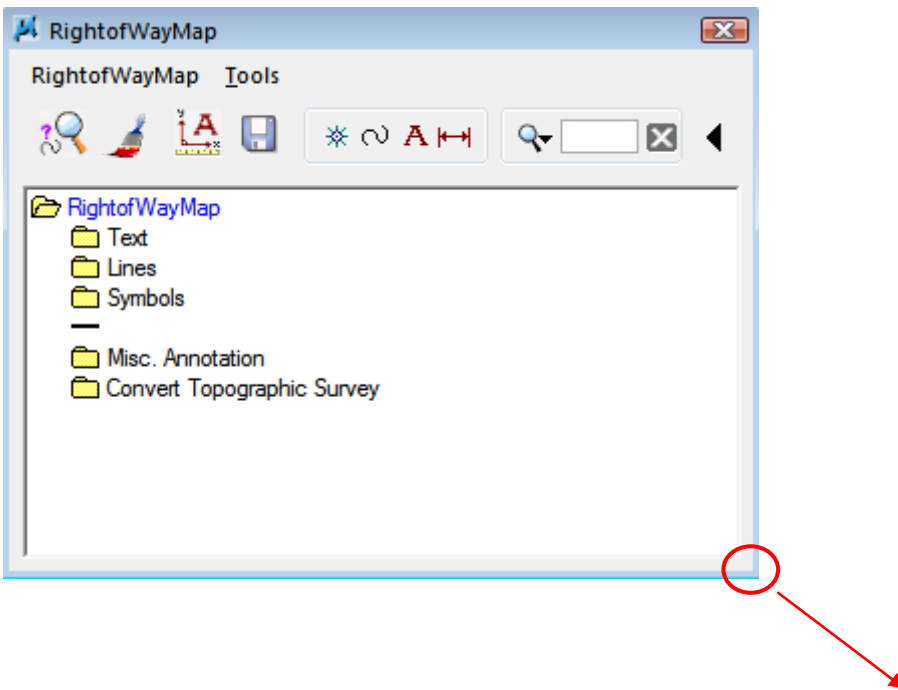 RightofWayMap
RightofWayMap Tools
A
A
RightofWayMap
Text
Lines
Symbols
Misc. Annotation
Convert Topographic Survey